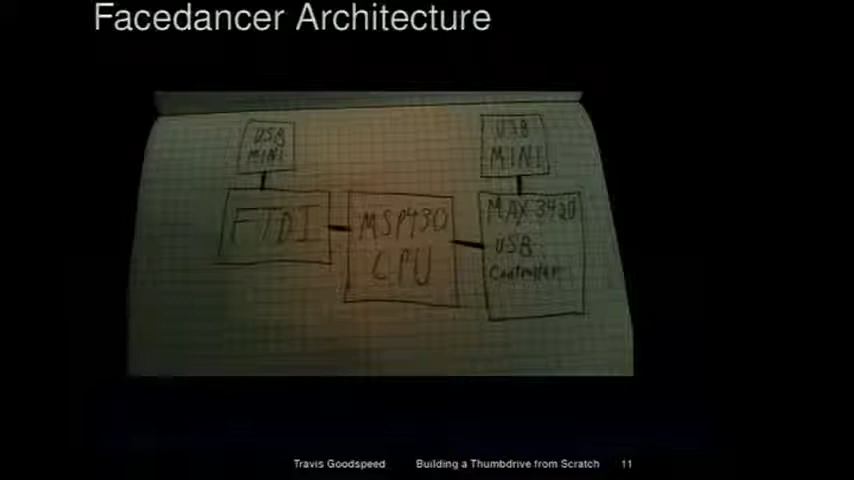 Facedancer Architecture
USB
MINI
USB
MINI
FTDI
MSP430
CPU
MAX3420
USB
Controller
Travis Goodspeed Building a Thumbdrive from Scratch 11